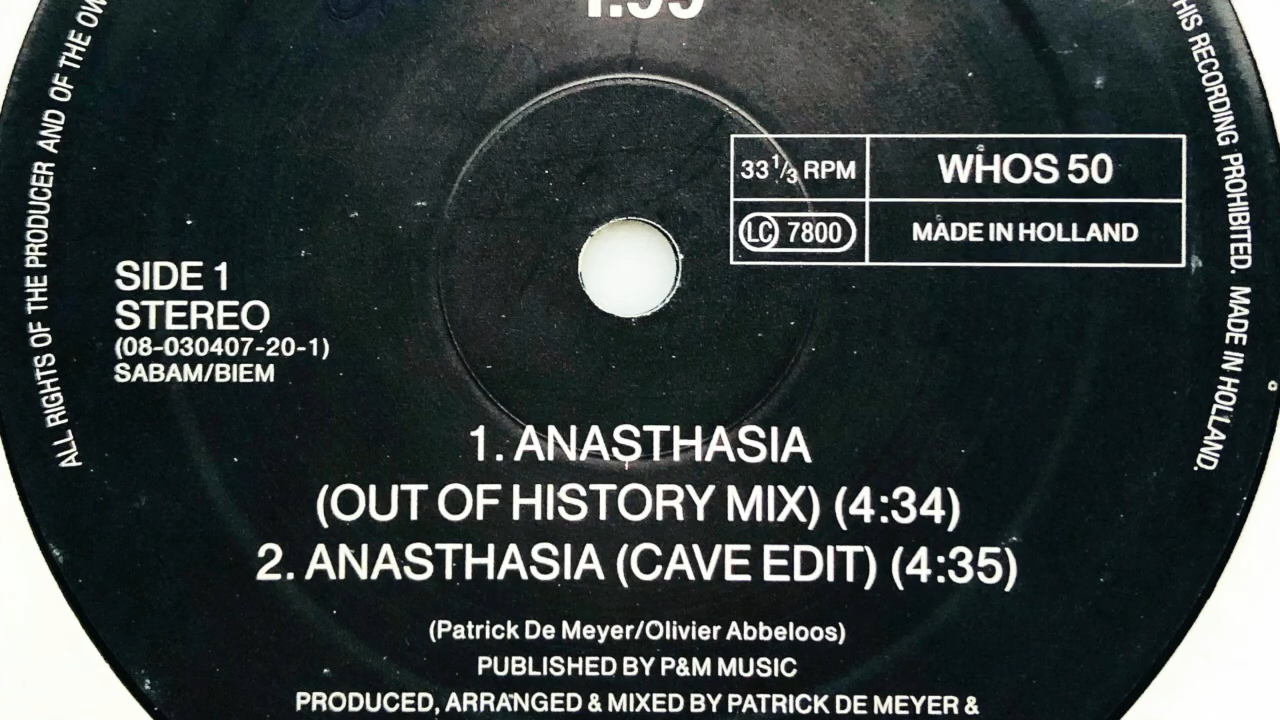 ALL RIGHTS OF THE PRODUCER AND OF THE
HIS RECORDING PROHIBITED. MADE IN HOLLAND.
33 1/3 RPM
WHOS 50
LC 7800
MADE IN HOLLAND
SIDE 1
STEREO
(08-030407-20-1)
SABAM/BIEM
1. ANASTHASIA
(OUT OF HISTORY MIX) (4:34)
2. ANASTHASIA (CAVE EDIT) (4:35)
(Patrick De Meyer/Olivier Abbeloos)
PUBLISHED BY P&M MUSIC
PRODUCED, ARRANGED & MIXED BY PATRICK DE MEYER &